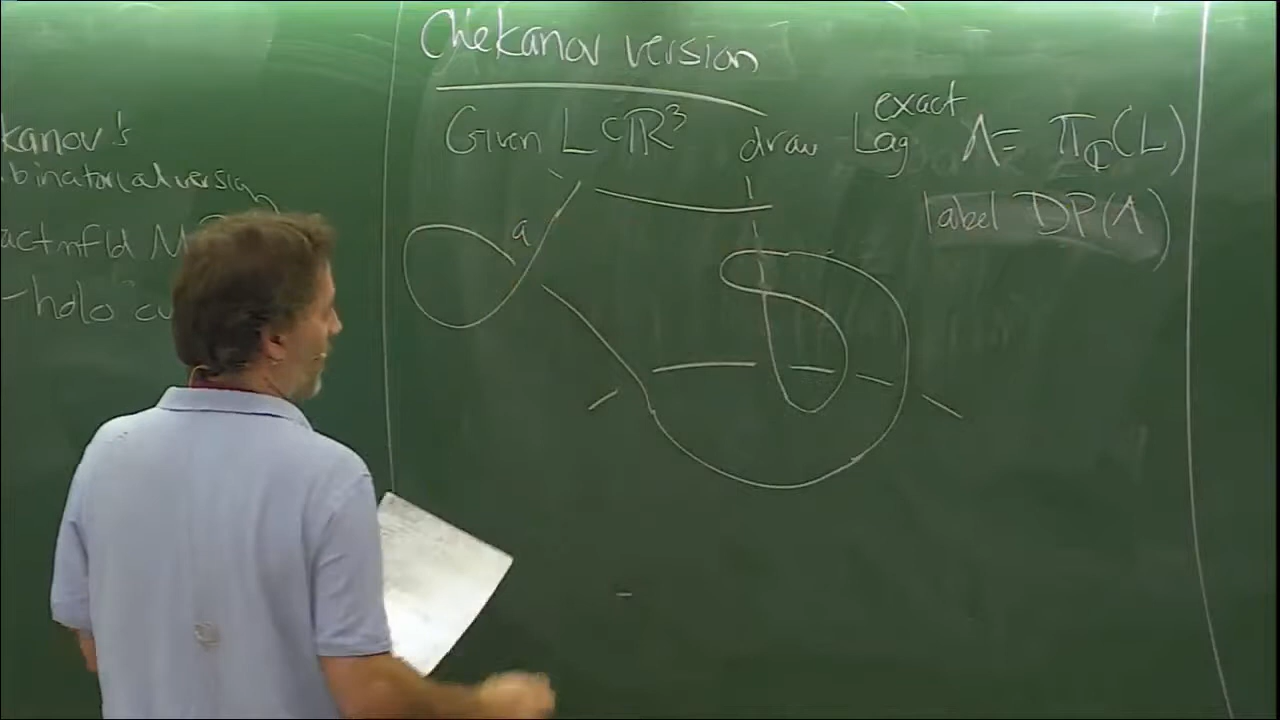 Chekanov version
Given L ⊂ ℝ³ draw exact Lag Λ = π_ℂ(L)
label DP(Λ)
a
kanov's
binatorial version
act mfld M
-holo cu